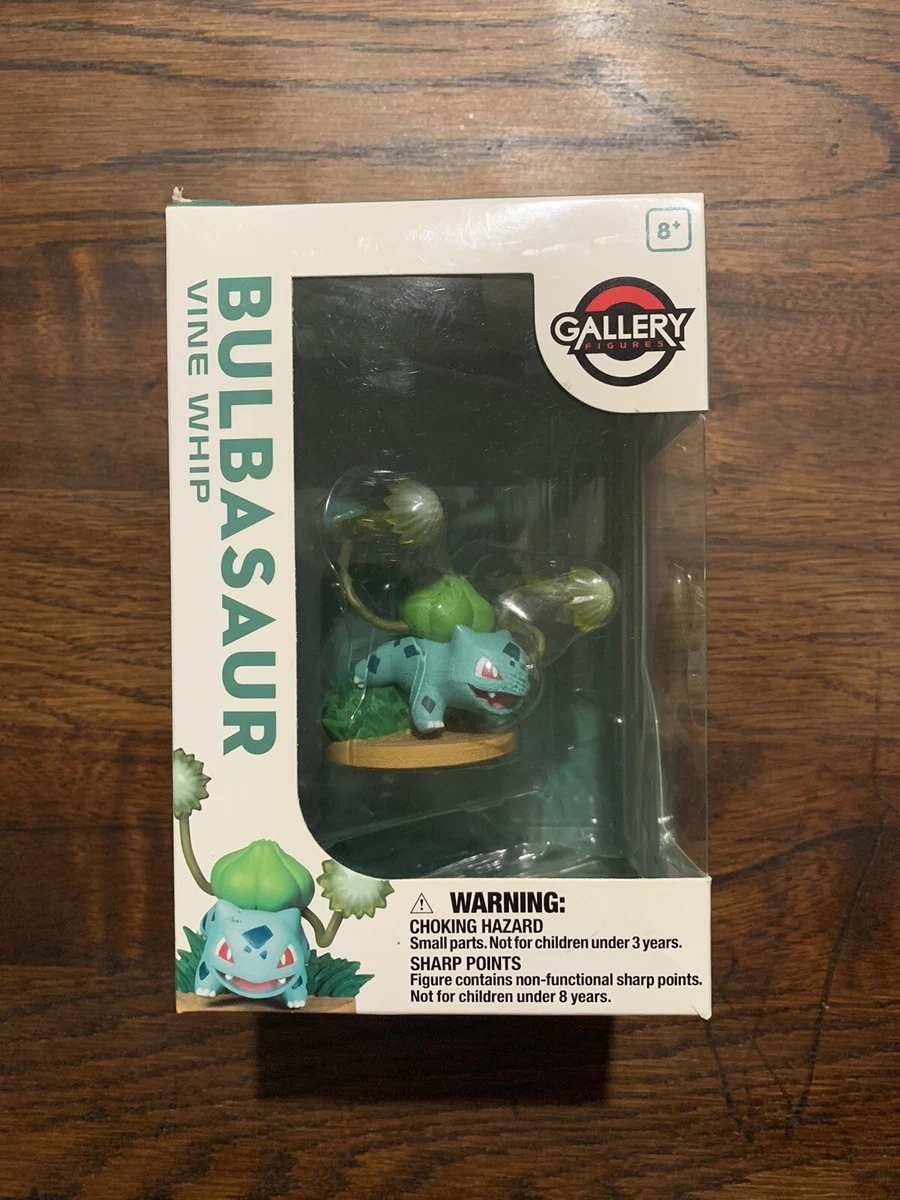 8+
GALLERY
FIGURES
BULBASAUR
VINE WHIP
WARNING:
CHOKING HAZARD
Small parts. Not for children under 3 years.
SHARP POINTS
Figure contains non-functional sharp points.
Not for children under 8 years.